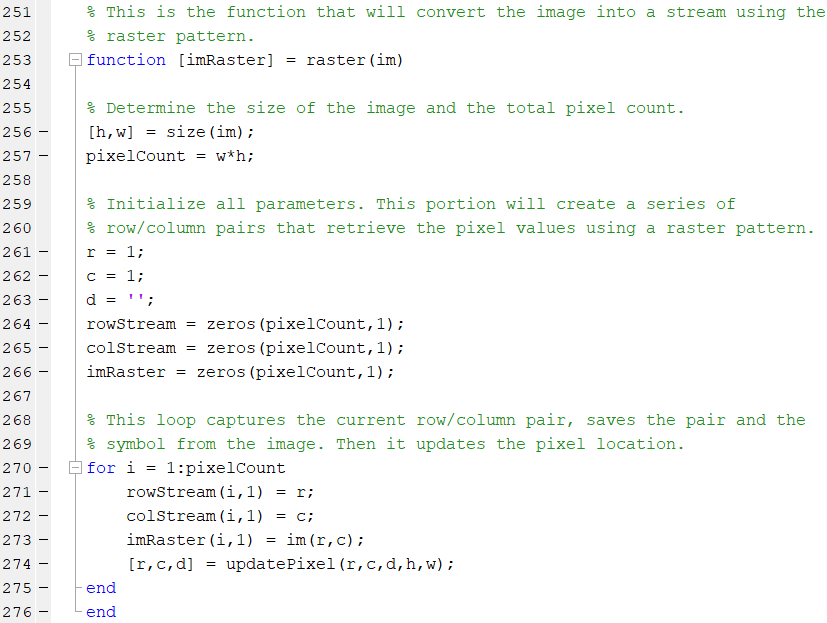 251 % This is the function that will convert the image into a stream using the
252 % raster pattern.
253 function [imRaster] = raster(im)
254
255 % Determine the size of the image and the total pixel count.
256 – [h,w] = size(im);
257 – pixelCount = w*h;
258
259 % Initialize all parameters. This portion will create a series of
260 % row/column pairs that retrieve the pixel values using a raster pattern.
261 – r = 1;
262 – c = 1;
263 – d = '';
264 – rowStream = zeros(pixelCount,1);
265 – colStream = zeros(pixelCount,1);
266 – imRaster = zeros(pixelCount,1);
267
268 % This loop captures the current row/column pair, saves the pair and the
269 % symbol from the image. Then it updates the pixel location.
270 – for i = 1:pixelCount
271 – rowStream(i,1) = r;
272 – colStream(i,1) = c;
273 – imRaster(i,1) = im(r,c);
274 – [r,c,d] = updatePixel(r,c,d,h,w);
275 – end
276 – end